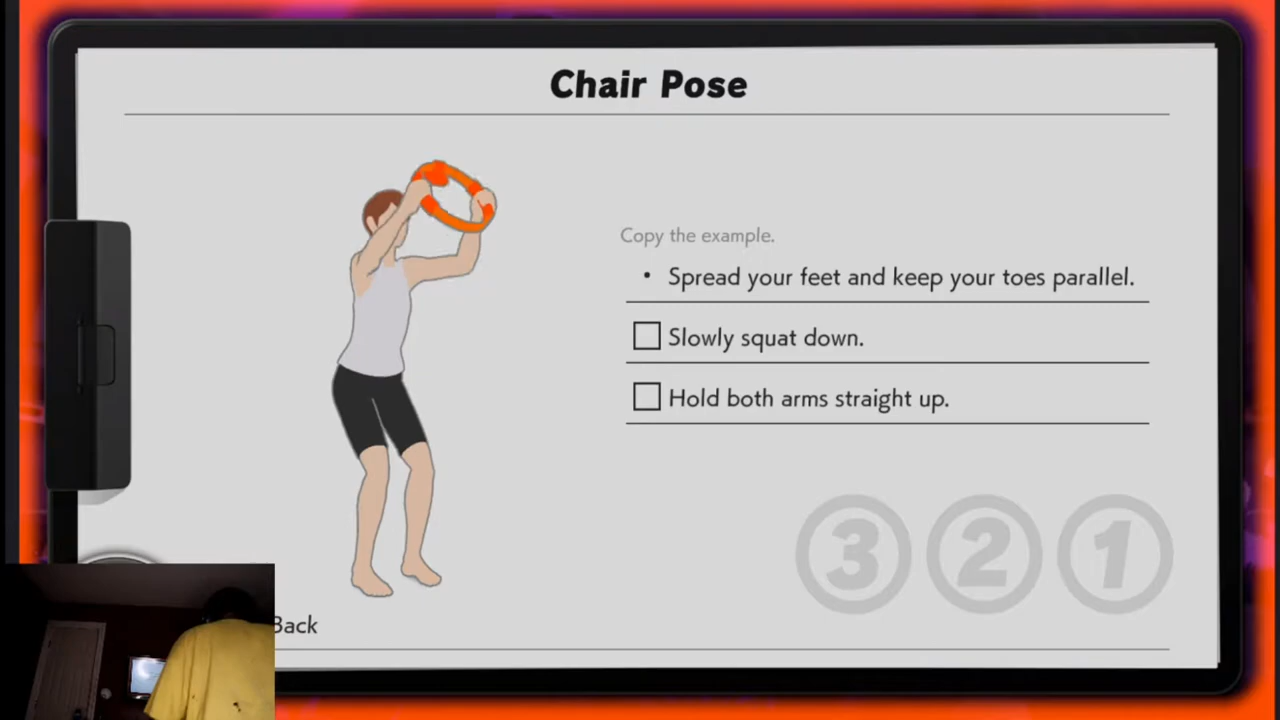 Chair Pose
Copy the example.
• Spread your feet and keep your toes parallel.
Slowly squat down.
Hold both arms straight up.
3 2 1
Back